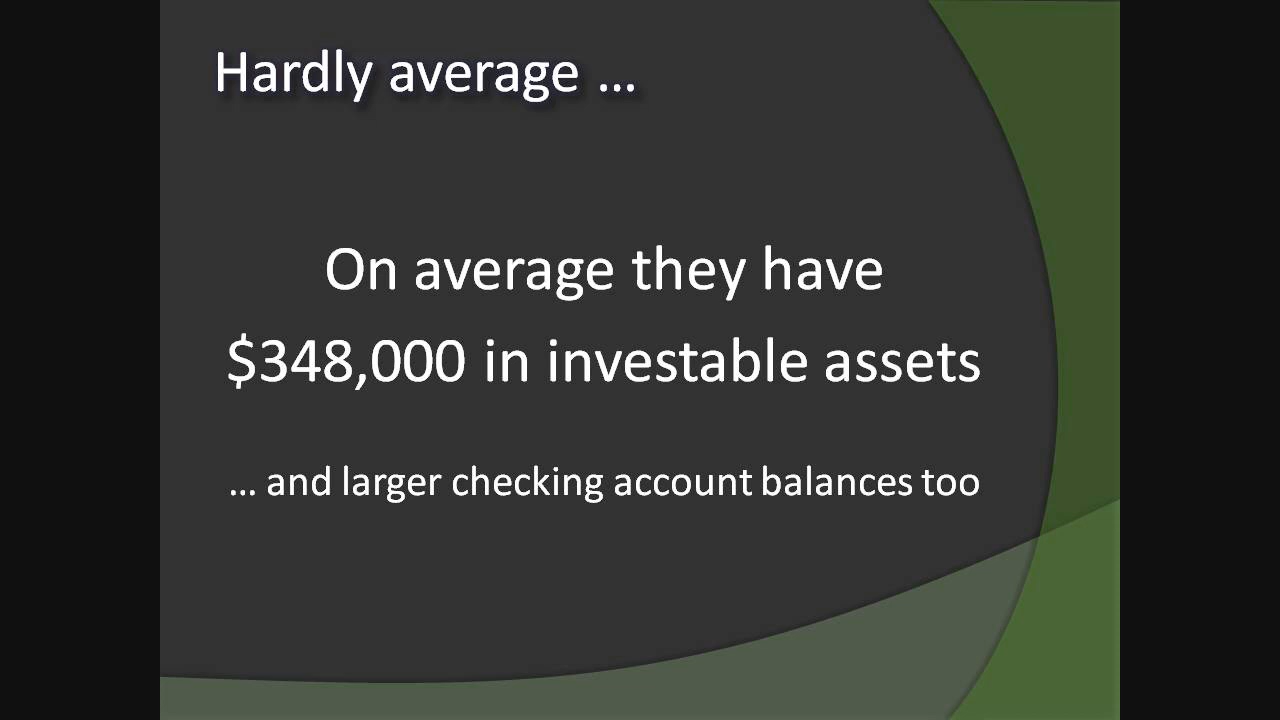 Hardly average …
On average they have
$348,000 in investable assets
… and larger checking account balances too